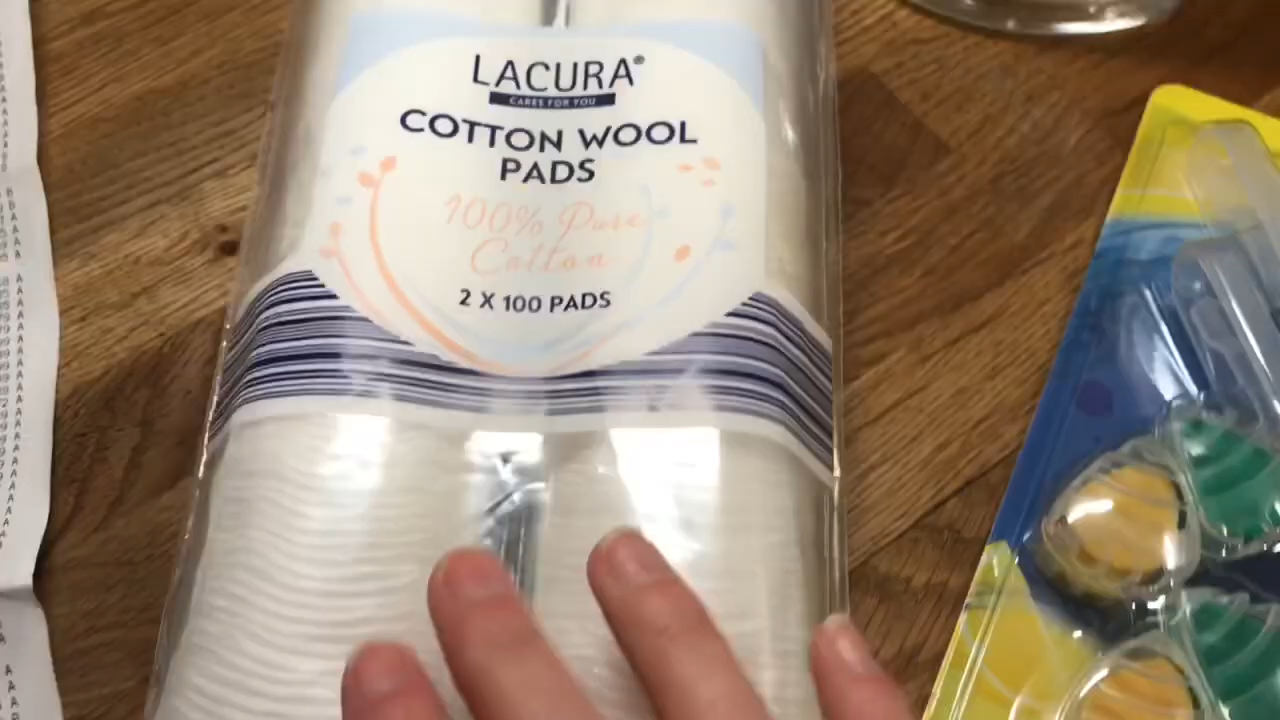 LACURA®
CARES FOR YOU
COTTON WOOL
PADS
100% Pure
Cotton
2 X 100 PADS